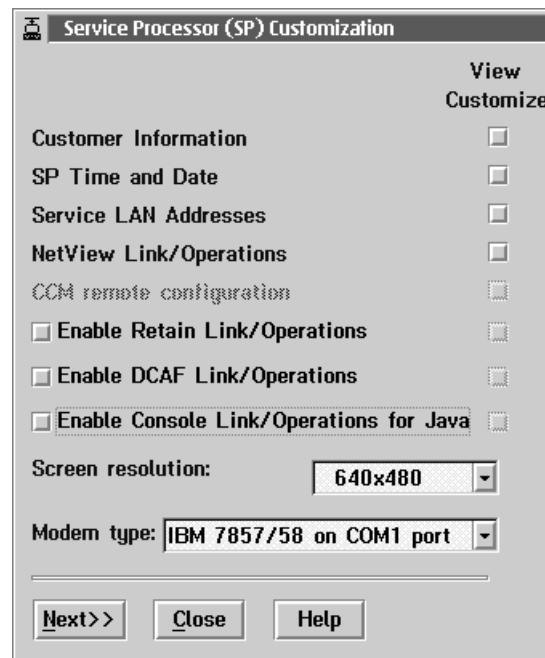 Service Processor (SP) Customization
View
Customize
Customer Information
SP Time and Date
Service LAN Addresses
NetView Link/Operations
CCM remote configuration
Enable Retain Link/Operations
Enable DCAF Link/Operations
Enable Console Link/Operations for Java
Screen resolution: 640x480
Modem type: IBM 7857/58 on COM1 port
Next>> Close Help